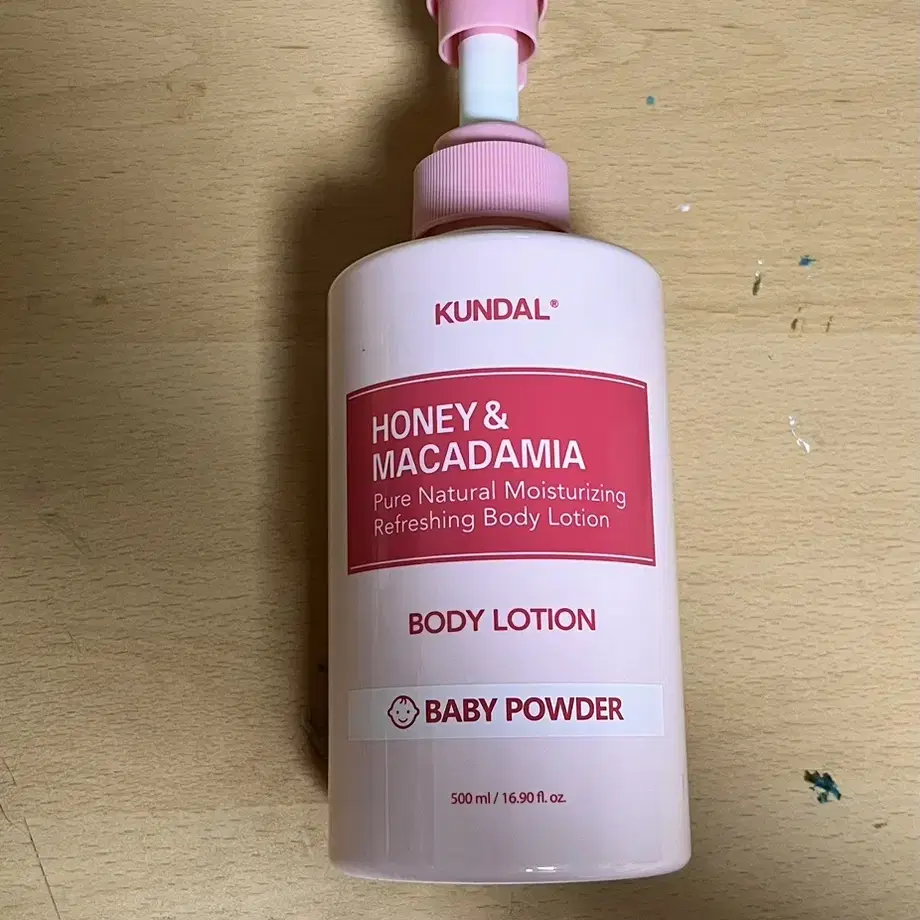 KUNDAL®
HONEY &
MACADAMIA
Pure Natural Moisturizing
Refreshing Body Lotion
BODY LOTION
BABY POWDER
500 ml / 16.90 fl. oz.